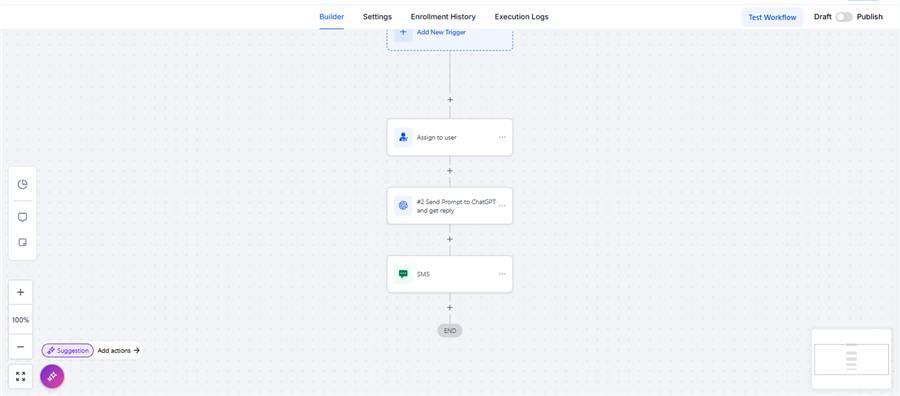 Builder
Settings
Enrollment History
Execution Logs
Test Workflow
Draft
Publish
Add New Trigger
Assign to user
#2 Send Prompt to ChatGPT
and get reply
SMS
END
100%
Suggestion
Add actions